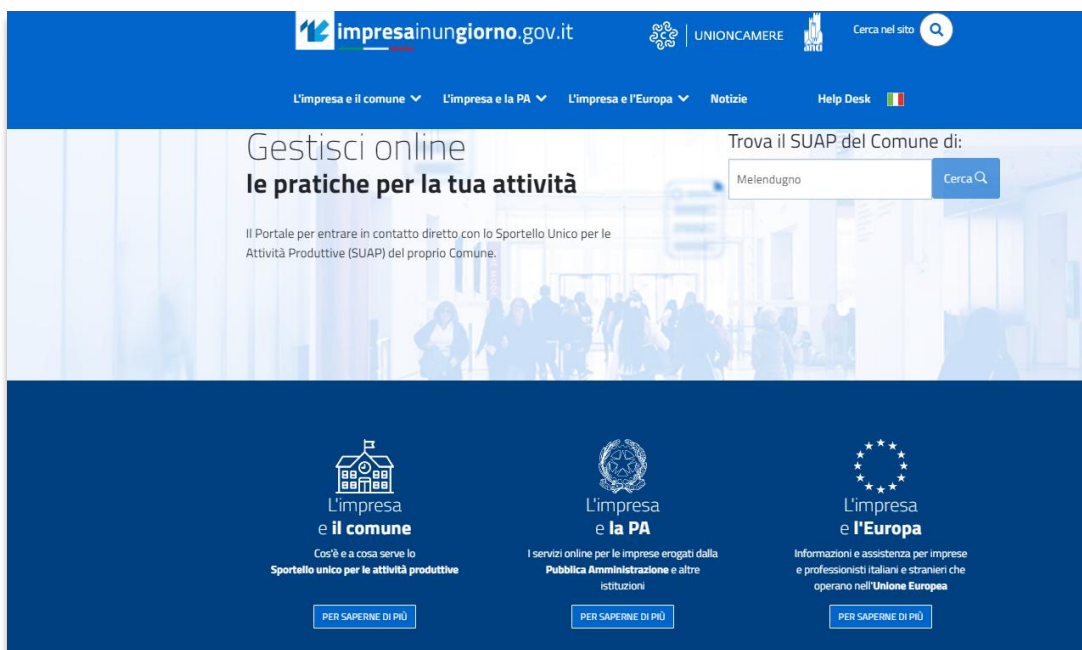 impresainungiorno.gov.it
UNIONCAMERE
anci
Cerca nel sito
L'impresa e il comune
L'impresa e la PA
L'impresa e l'Europa
Notizie
Help Desk
Gestisci online
le pratiche per la tua attività
Il Portale per entrare in contatto diretto con lo Sportello Unico per le
Attività Produttive (SUAP) del proprio Comune.
Trova il SUAP del Comune di:
Melendugno
Cerca
L'impresa
e il comune
Cos'è e a cosa serve lo
Sportello unico per le attività produttive
PER SAPERNE DI PIÙ
L'impresa
e la PA
I servizi online per le imprese erogati dalla
Pubblica Amministrazione e altre
istituzioni
PER SAPERNE DI PIÙ
L'impresa
e l'Europa
Informazioni e assistenza per imprese
e professionisti italiani e stranieri che
operano nell'Unione Europea
PER SAPERNE DI PIÙ